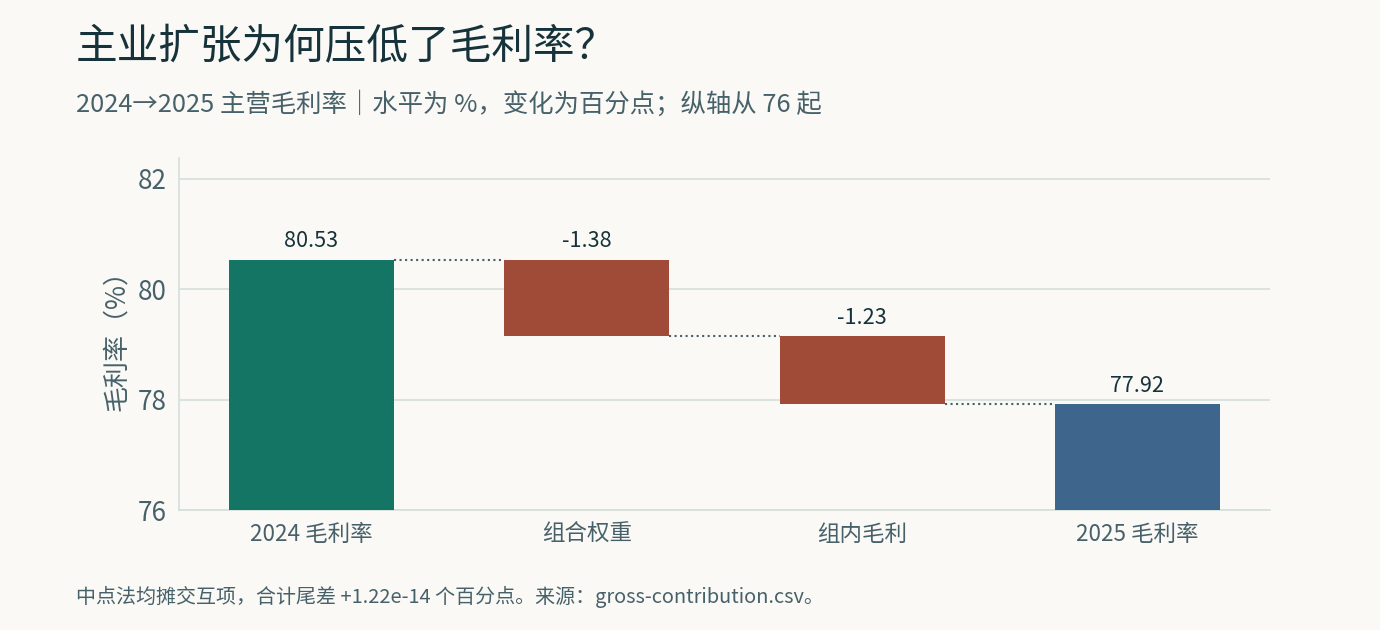 主业扩张为何压低了毛利率？
2024→2025 主营毛利率｜水平为 %，变化为百分点；纵轴从 76 起
82
80
78
76
毛利率（%）
80.53
-1.38
-1.23
77.92
2024 毛利率
组合权重
组内毛利
2025 毛利率
中点法均摊交互项，合计尾差 +1.22e-14 个百分点。来源：gross-contribution.csv。